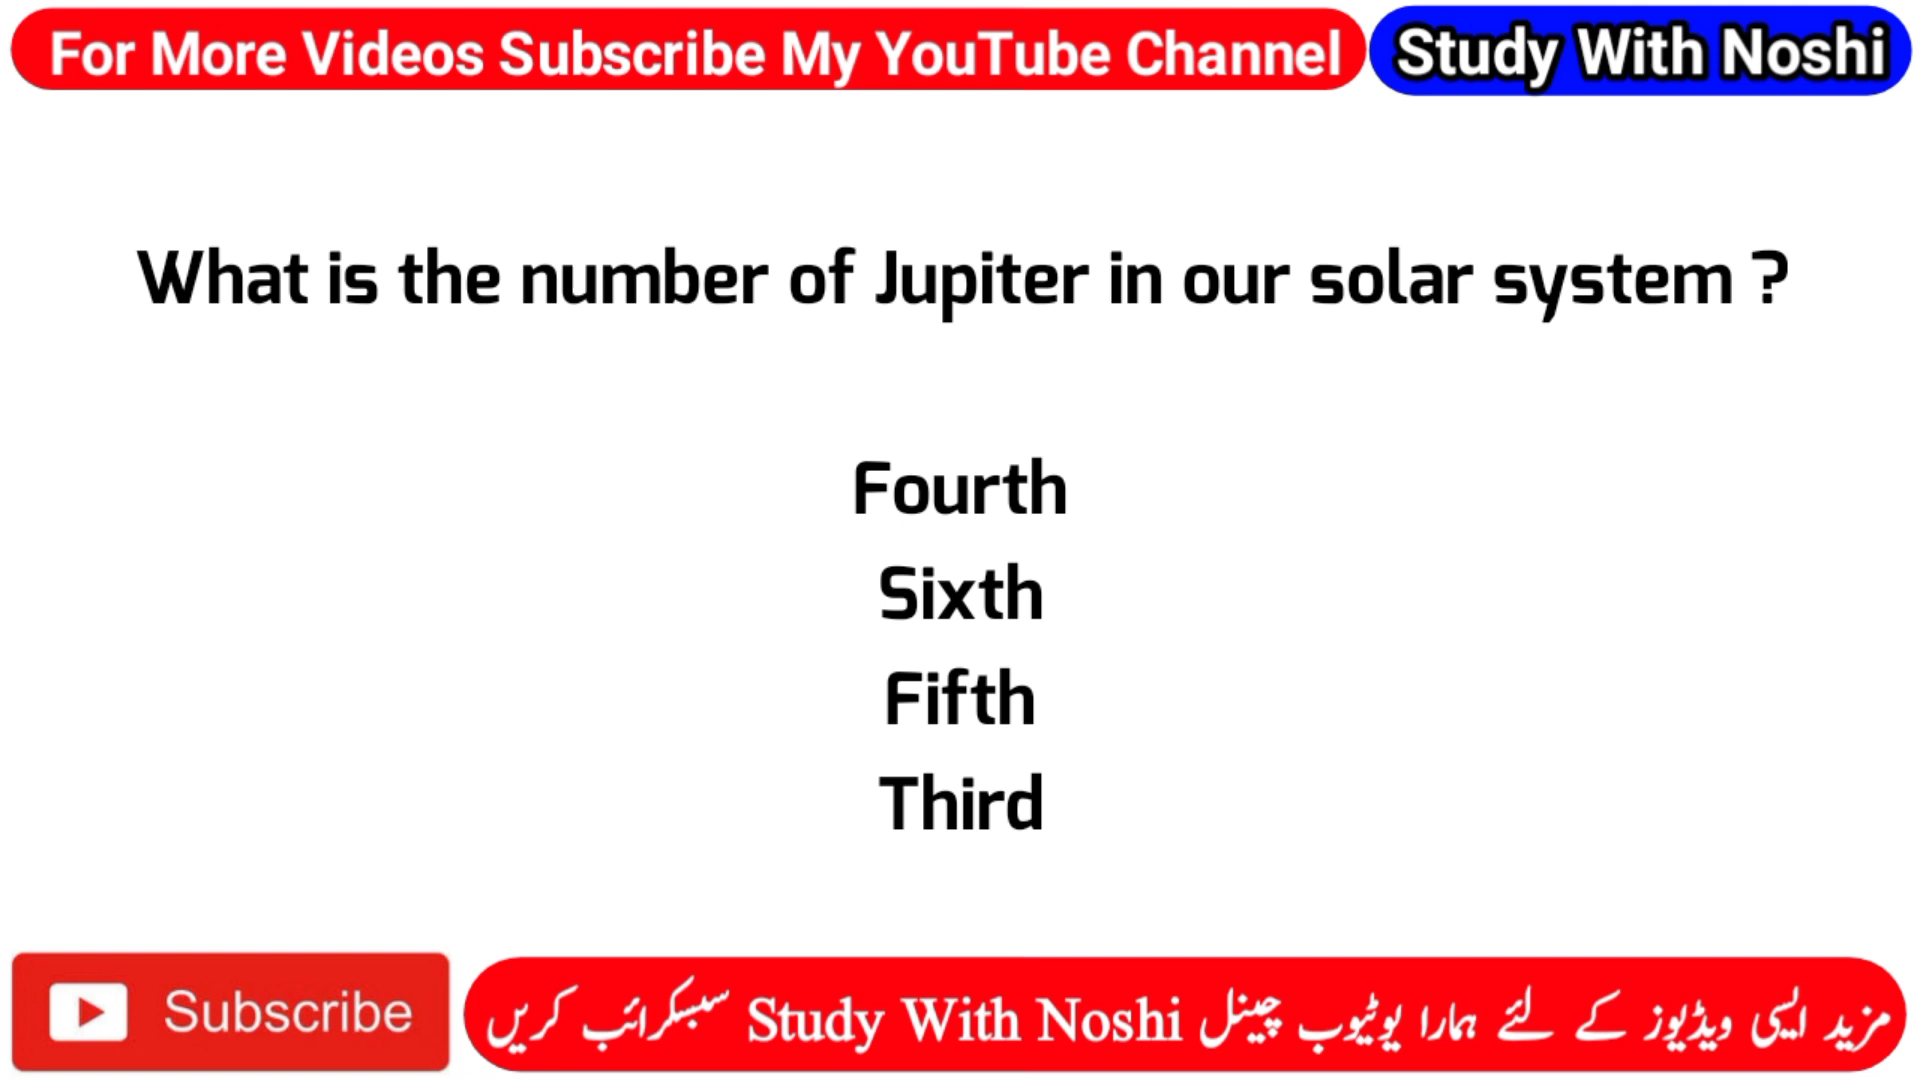 For More Videos Subscribe My YouTube Channel Study With Noshi
What is the number of Jupiter in our solar system ?
Fourth
Sixth
Fifth
Third
Subscribe
مزید ایسی ویڈیوز کے لئے ہمارا یوٹیوب چینل Study With Noshi سبسکرائب کریں